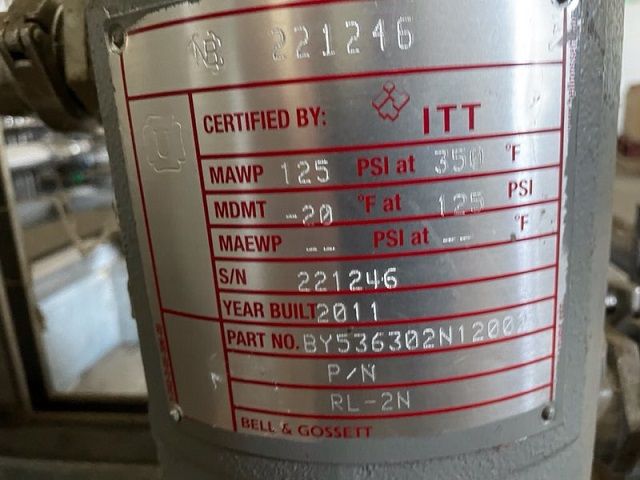 NB 221246
U
CERTIFIED BY: ITT
MAWP 125 PSI at 350 °F
MDMT -20 °F at 125 PSI
MAEWP -- PSI at -- °F
S/N 221246
YEAR BUILT 2011
PART NO. BY536302N12002
P/N
RL-2N
BELL & GOSSETT